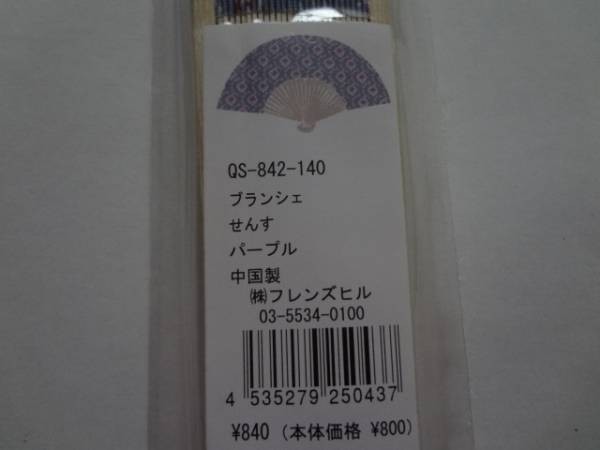 QS-842-140
ブランシェ
せんす
パープル
中国製
㈱フレンズヒル
03-5534-0100
4 535279 250437
¥840 (本体価格 ¥800)